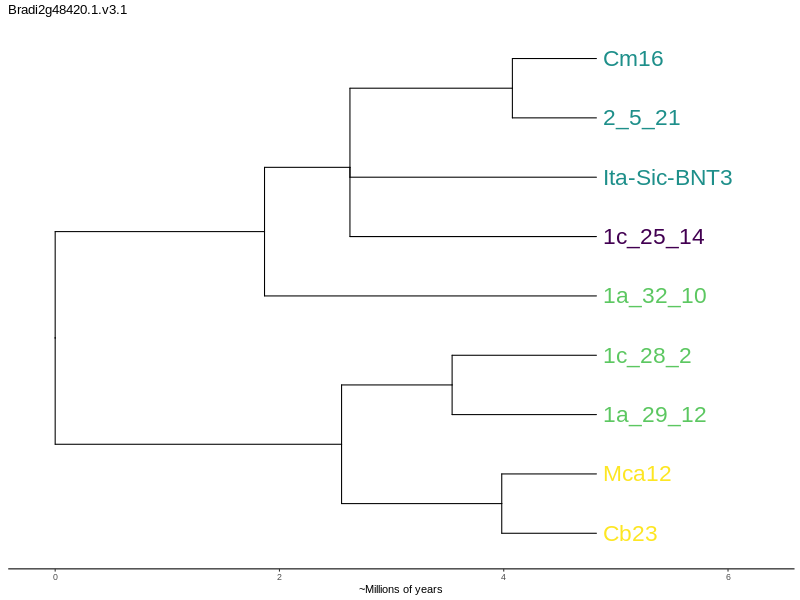 Bradi2g48420.1.v3.1
Cm16
2_5_21
Ita-Sic-BNT3
1c_25_14
1a_32_10
1c_28_2
1a_29_12
Mca12
Cb23
0 2 4 6
~Millions of years